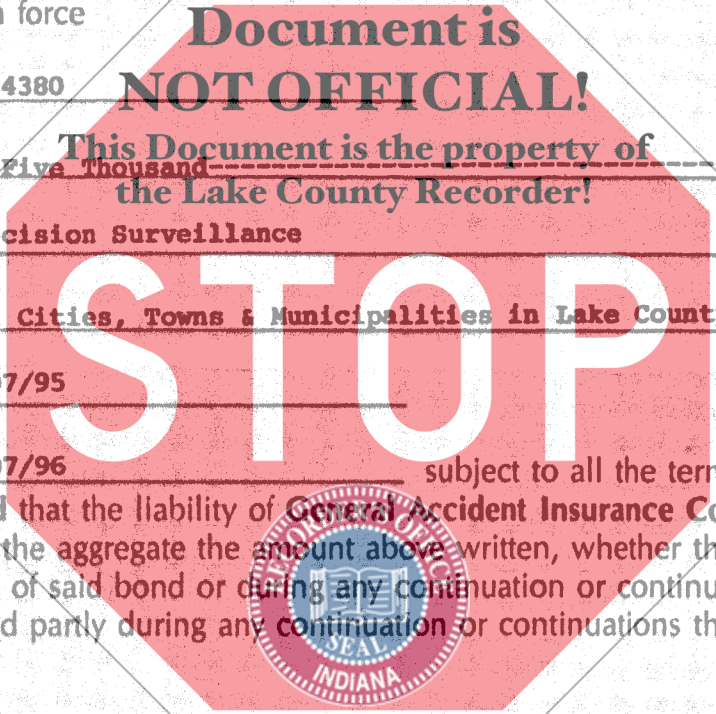 force
Document is
4380
NOT OFFICIAL!
This Document is the property of
Five Thousand
the Lake County Recorder!
cision Surveillance
STOP
Cities, Towns & Municipalities in Lake Count
7/95
7/96
subject to all the term
that the liability of General Accident Insurance Co
the aggregate the amount above written, whether th
of said bond or during any continuation or continu
d partly during any continuation or continuations th
RECORDER'S OFFICE
SEAL
INDIANA